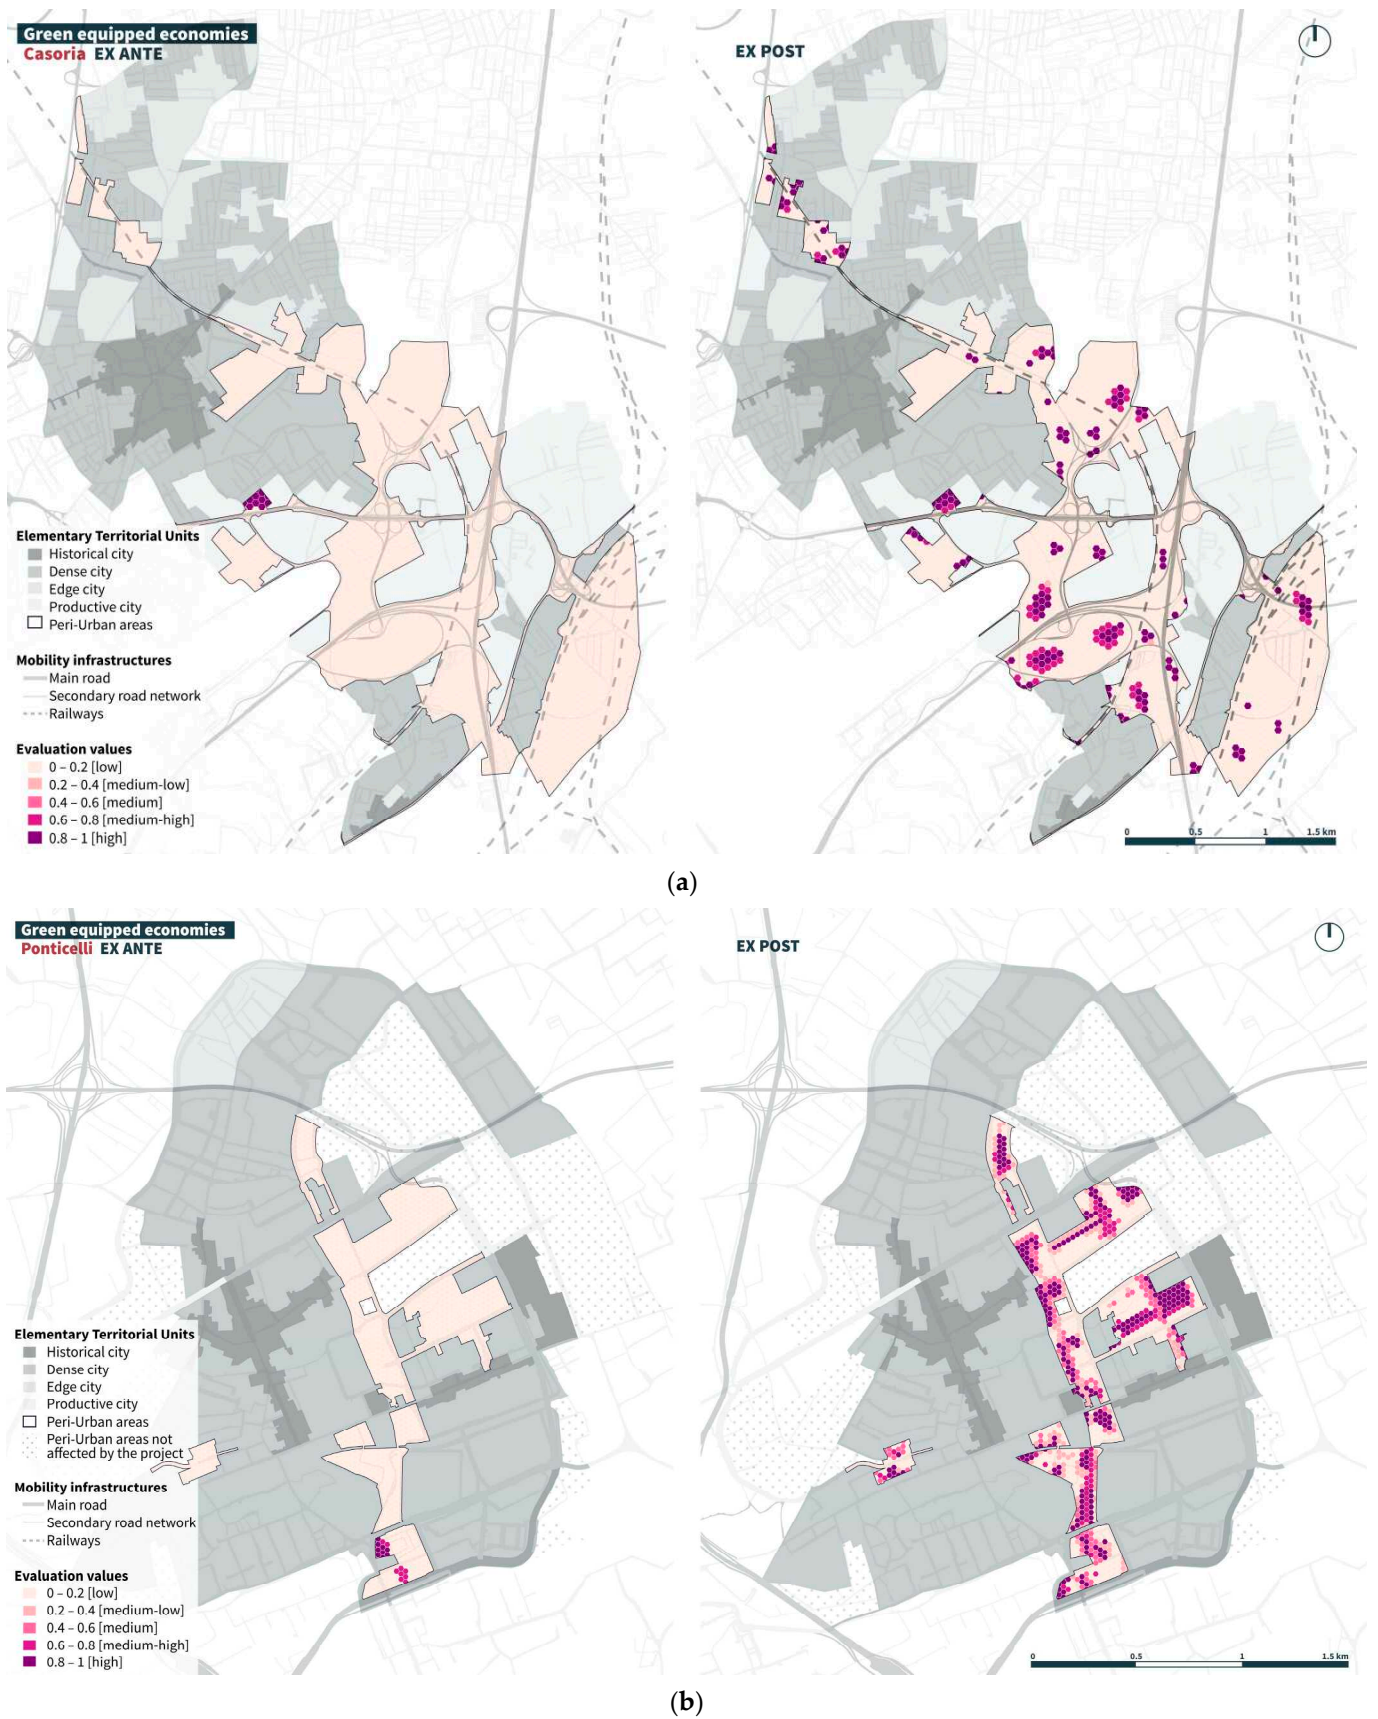 Green equipped economies
Casoria EX ANTE
EX POST
Elementary Territorial Units
Historical city
Dense city
Edge city
Productive city
Peri-Urban areas
Mobility infrastructures
Main road
Secondary road network
Railways
Evaluation values
0 – 0.2 [low]
0.2 – 0.4 [medium-low]
0.4 – 0.6 [medium]
0.6 – 0.8 [medium-high]
0.8 – 1 [high]
0 0.5 1 1.5 km
(a)
Green equipped economies
Ponticelli EX ANTE
EX POST
Elementary Territorial Units
Historical city
Dense city
Edge city
Productive city
Peri-Urban areas
Peri-Urban areas not
affected by the project
Mobility infrastructures
Main road
Secondary road network
Railways
Evaluation values
0 – 0.2 [low]
0.2 – 0.4 [medium-low]
0.4 – 0.6 [medium]
0.6 – 0.8 [medium-high]
0.8 – 1 [high]
0 0.5 1 1.5 km
(b)